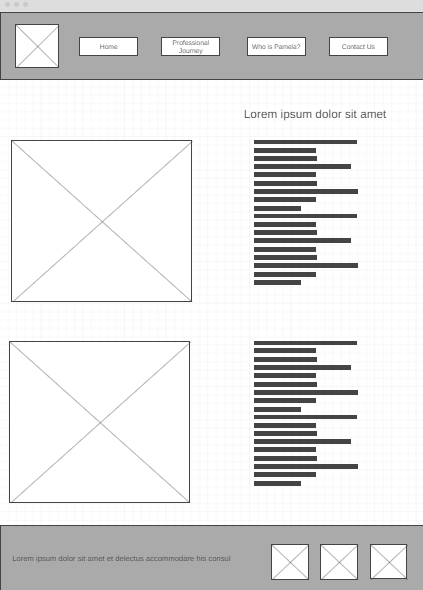 Home
Professional
Journey
Who is Pamela?
Contact Us
Lorem ipsum dolor sit amet
Lorem ipsum dolor sit amet et delectus accommodare his consul